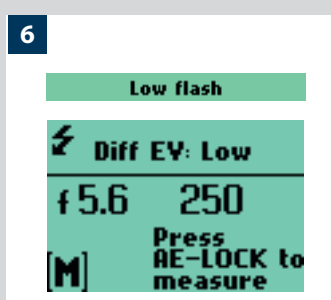 6
Low flash
Diff EV: Low
f 5.6 250
Press
AE-LOCK to
[M] measure